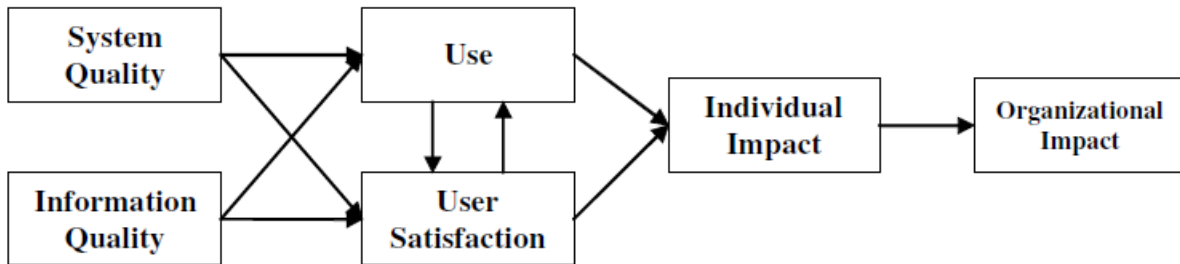 System
Quality
Use
Individual
Impact
Organizational
Impact
Information
Quality
User
Satisfaction